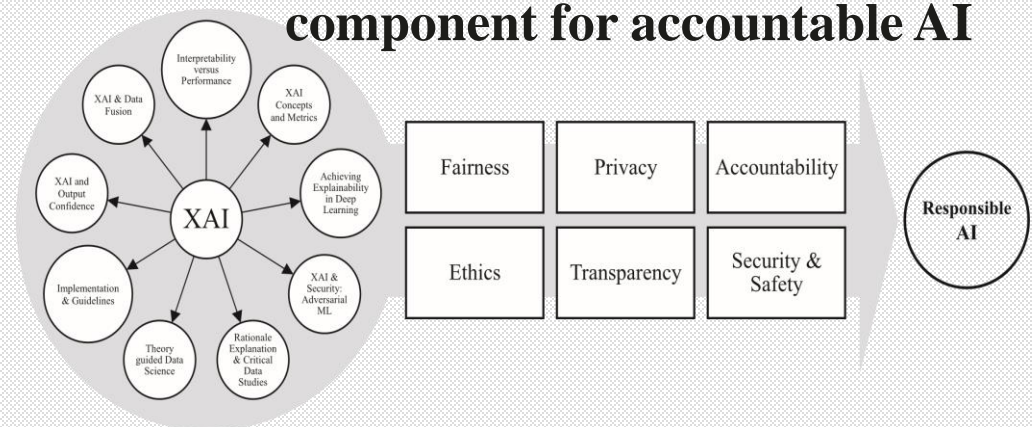 component for accountable AI
Interpretability
versus
Performance
XAI
Concepts
and Metrics
Achieving
Explainability
in Deep
Learning
XAI &
Security:
Adversarial
ML
Rationale
Explanation
& Critical
Data
Studies
Theory
guided Data
Science
Implementation
& Guidelines
XAI and
Output
Confidence
XAI & Data
Fusion
XAI
Fairness
Privacy
Accountability
Ethics
Transparency
Security &
Safety
Responsible
AI